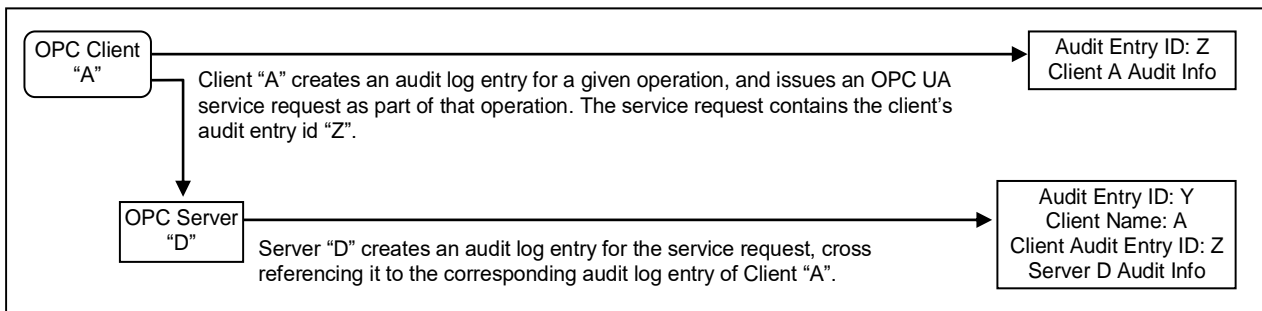 OPC Client
“A”
Audit Entry ID: Z
Client A Audit Info
Client “A” creates an audit log entry for a given operation, and issues an OPC UA
service request as part of that operation. The service request contains the client’s
audit entry id “Z”.
OPC Server
“D”
Audit Entry ID: Y
Client Name: A
Client Audit Entry ID: Z
Server D Audit Info
Server “D” creates an audit log entry for the service request, cross
referencing it to the corresponding audit log entry of Client “A”.